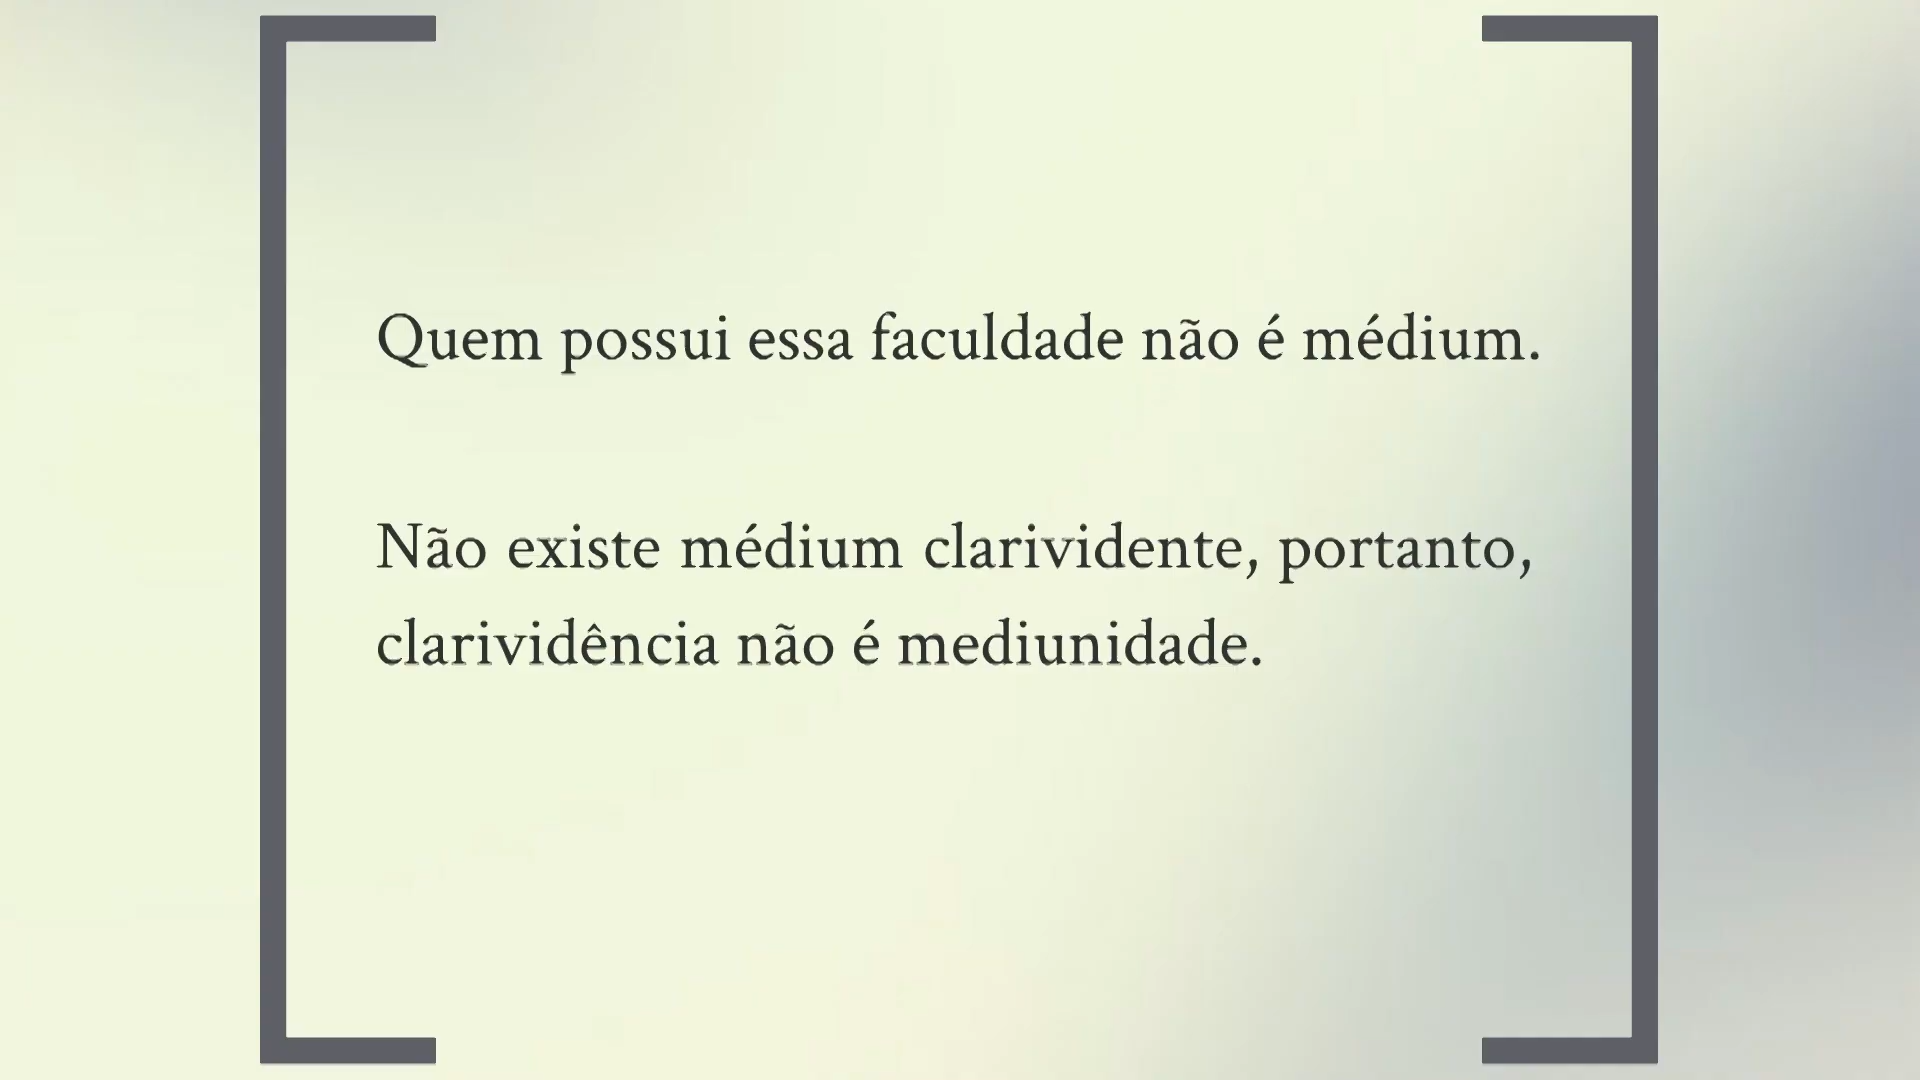 Quem possui essa faculdade não é médium.
Não existe médium clarividente, portanto,
clarividência não é mediunidade.